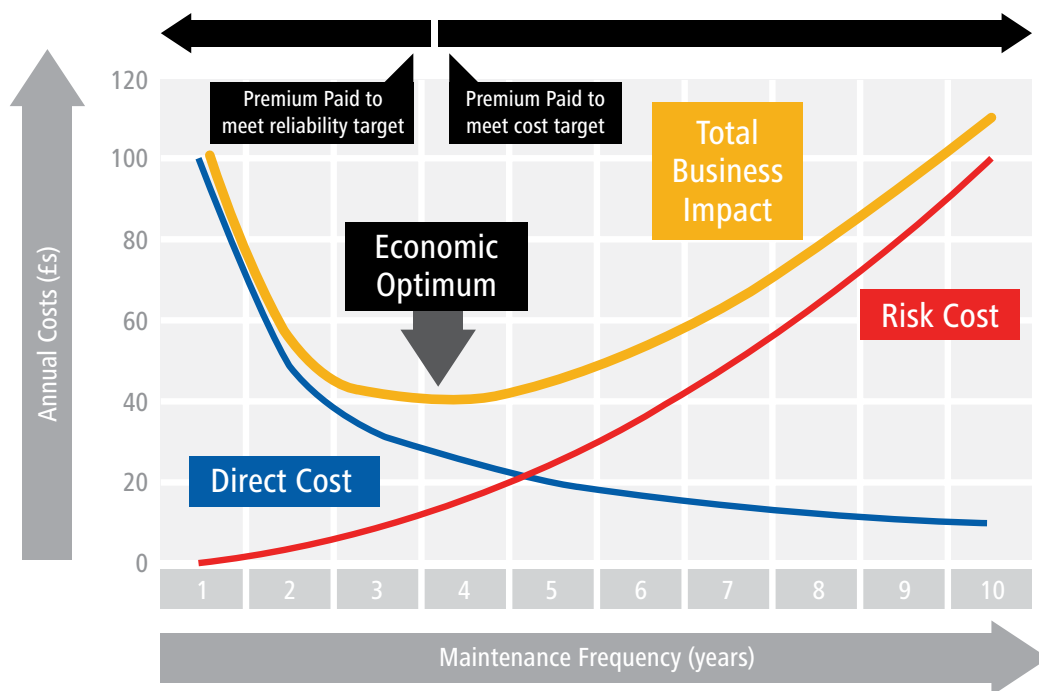 Premium Paid to
meet reliability target
Premium Paid to
meet cost target
Total
Business
Impact
Economic
Optimum
Risk Cost
Direct Cost
Annual Costs (£s)
120
100
80
60
40
20
0
1 2 3 4 5 6 7 8 9 10
Maintenance Frequency (years)